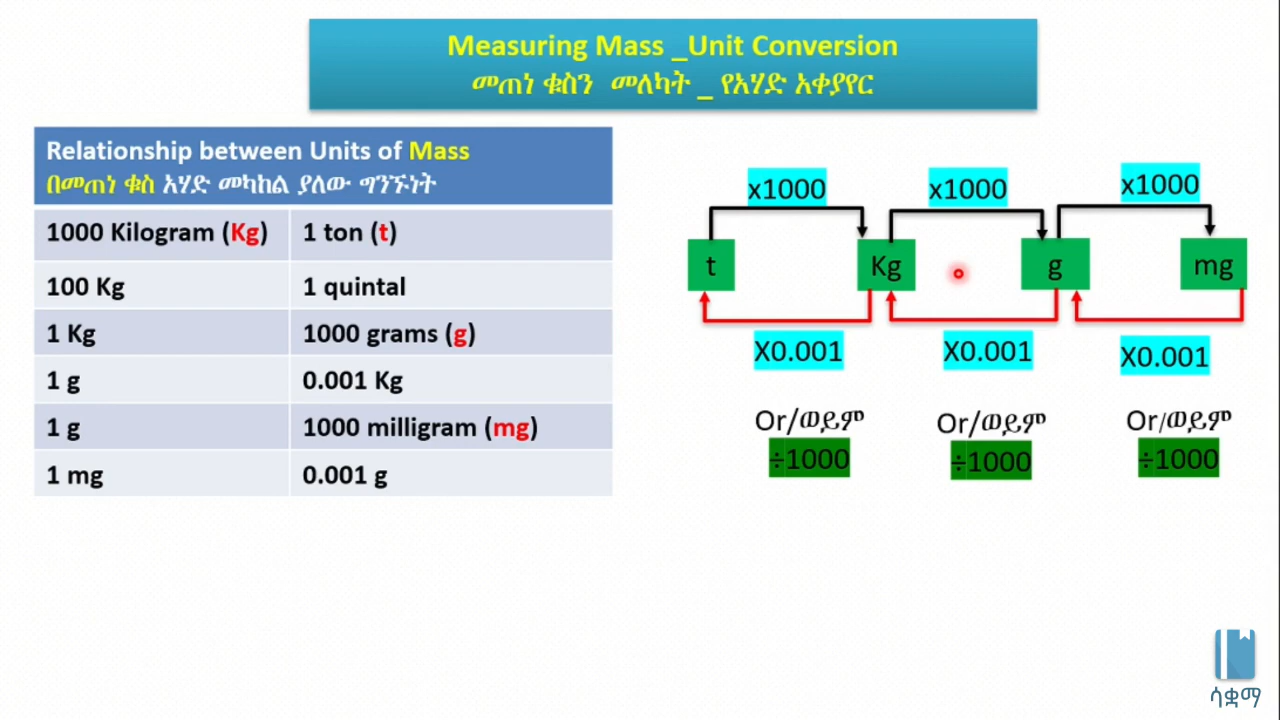 Measuring Mass _Unit Conversion
መጠነ ቁስን መለካት _ የአሃድ አቀያየር
Relationship between Units of Mass
በመጠነ ቁስ አሃድ መካከል ያለው ግንኙነት
1000 Kilogram (Kg) 1 ton (t)
100 Kg 1 quintal
1 Kg 1000 grams (g)
1 g 0.001 Kg
1 g 1000 milligram (mg)
1 mg 0.001 g
x1000 x1000 x1000
t Kg g mg
X0.001 X0.001 X0.001
Or/ወይም Or/ወይም Or/ወይም
÷1000 ÷1000 ÷1000
ሳቋማ